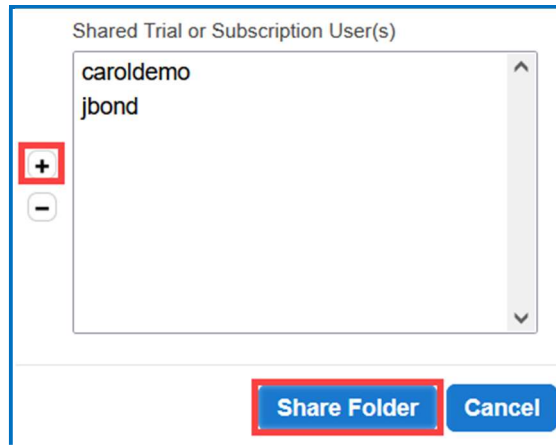 Shared Trial or Subscription User(s)
caroldemo
jbond
+
−
Share Folder Cancel